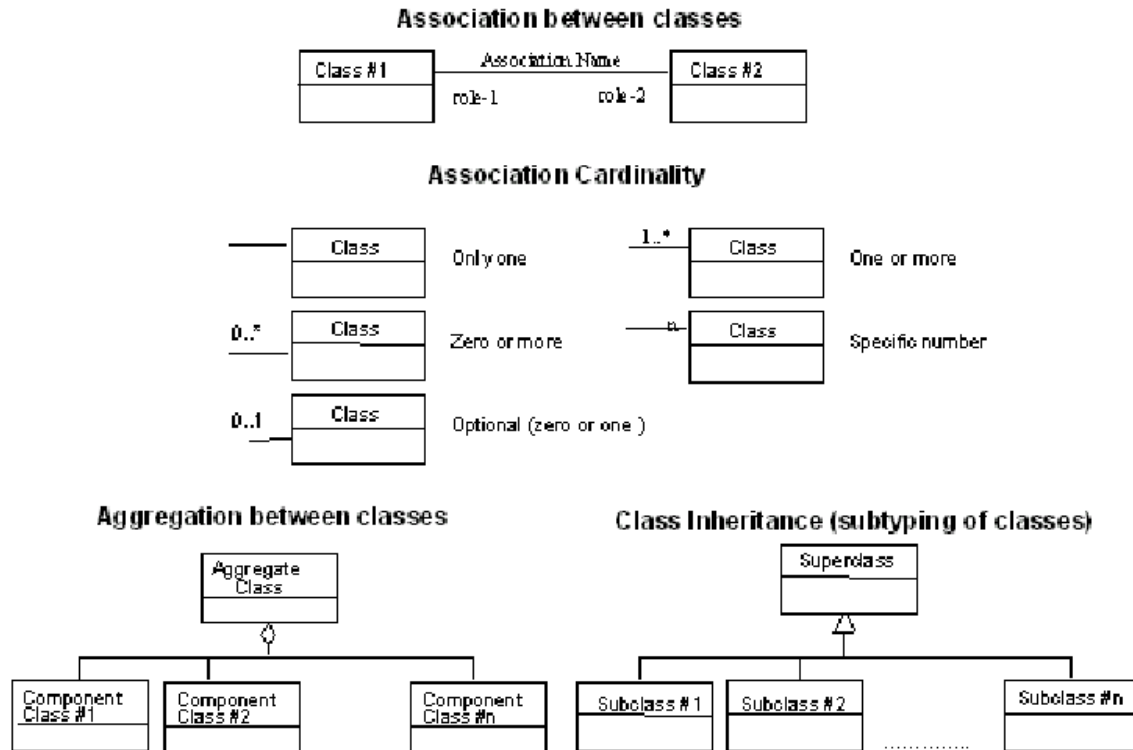 Association between classes
Class #1
Association Name
Class #2
role-1
role-2
Association Cardinality
Class
Only one
1..*
Class
One or more
0..*
Class
Zero or more
n
Class
Specific number
0..1
Class
Optional (zero or one )
Aggregation between classes
Class Inheritance (subtyping of classes)
Aggregate
Class
Superclass
Component
Class #1
Component
Class #2
Component
Class #n
Subclass #1
Subclass #2
..............
Subclass #n